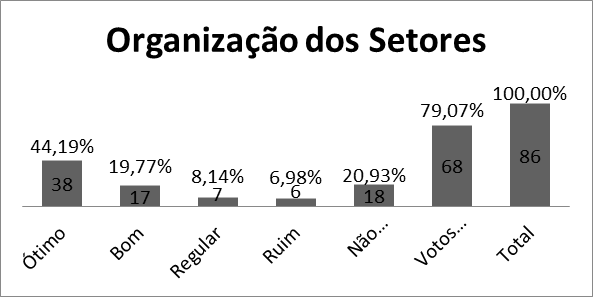 Organização dos Setores
44,19%
38
19,77%
17
8,14%
7
6,98%
6
20,93%
18
79,07%
68
100,00%
86
Ótimo
Bom
Regular
Ruim
Não...
Votos...
Total